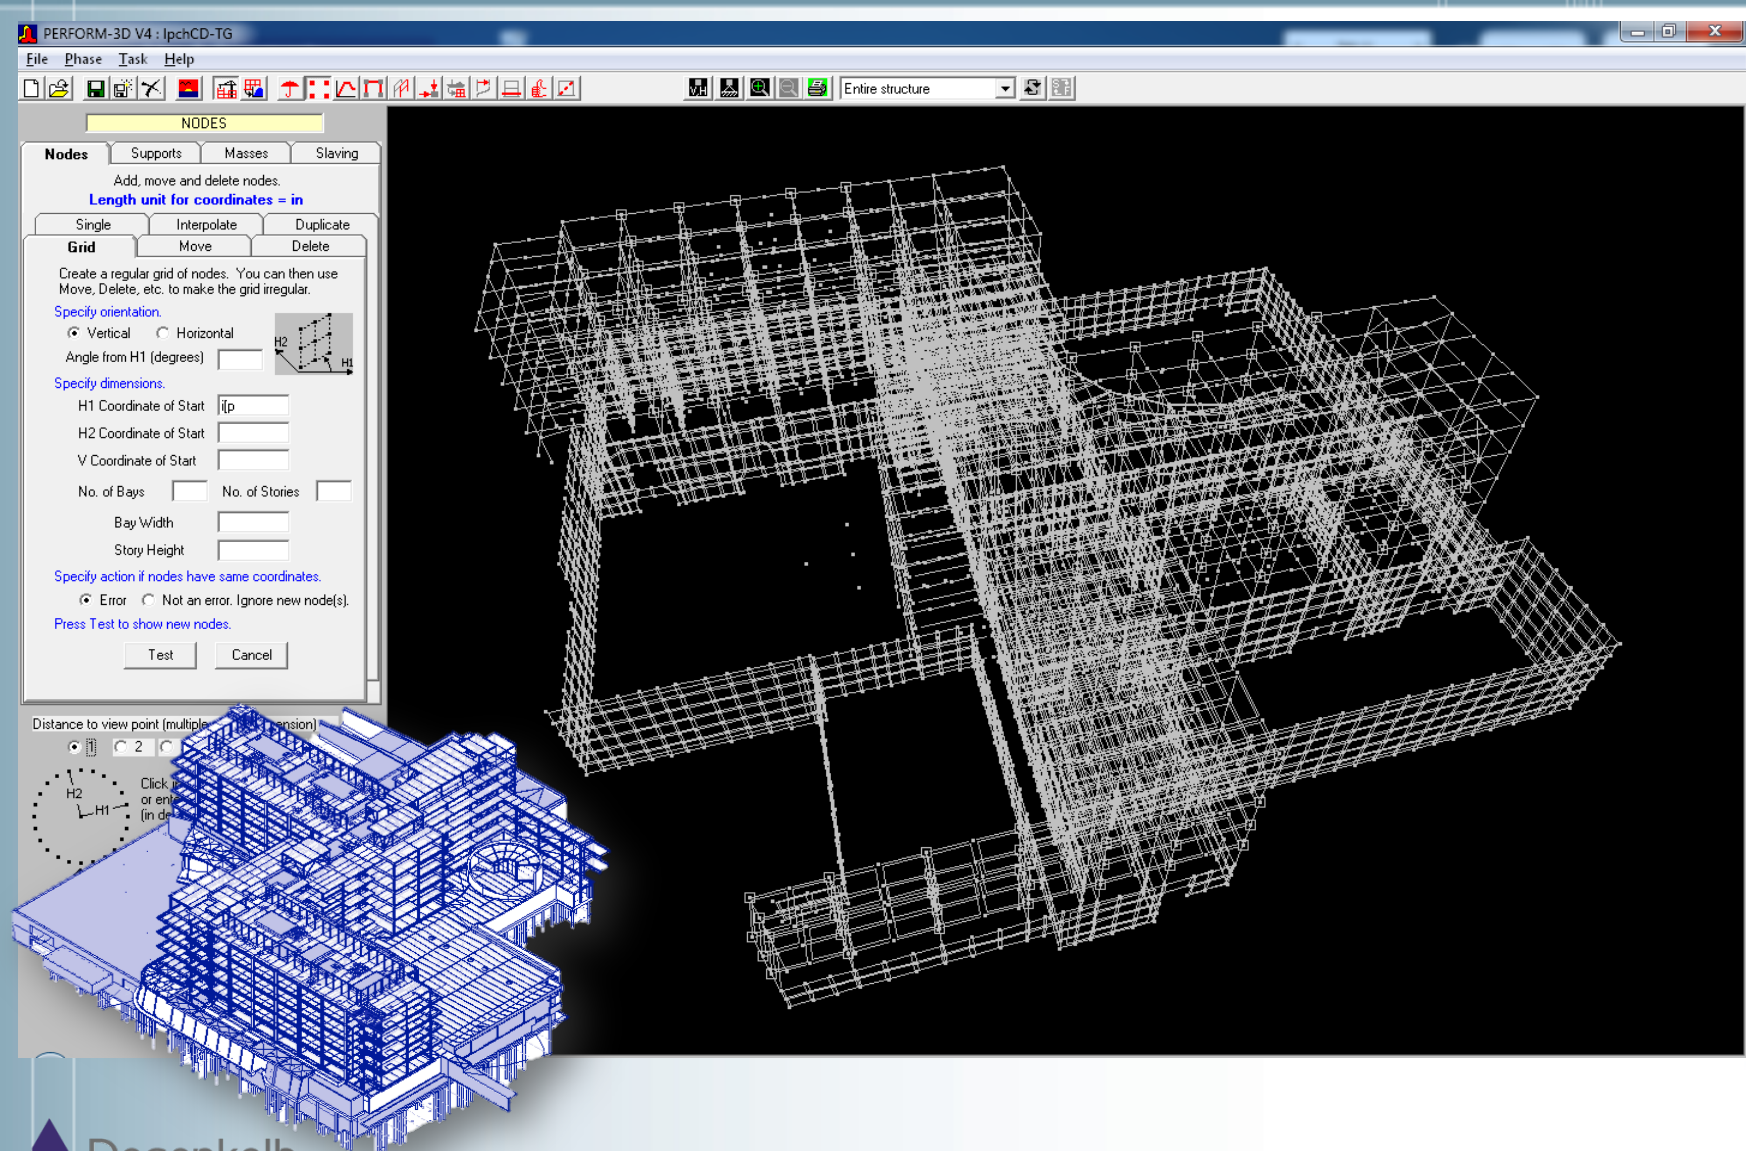 PERFORM-3D V4 : lpchCD-TG
File Phase Task Help
Entire structure
NODES
Nodes Supports Masses Slaving
Add, move and delete nodes.
Length unit for coordinates = in
Single Interpolate Duplicate
Grid Move Delete
Create a regular grid of nodes. You can then use
Move, Delete, etc. to make the grid irregular.
Specify orientation.
Vertical Horizontal
Angle from H1 (degrees)
H2
H1
Specify dimensions.
H1 Coordinate of Start i[p
H2 Coordinate of Start
V Coordinate of Start
No. of Bays No. of Stories
Bay Width
Story Height
Specify action if nodes have same coordinates.
Error Not an error. Ignore new node(s).
Press Test to show new nodes.
Test Cancel
Distance to view point (multiple
1 2
Click
H2
H1
or ente
(in de
Degenkolb